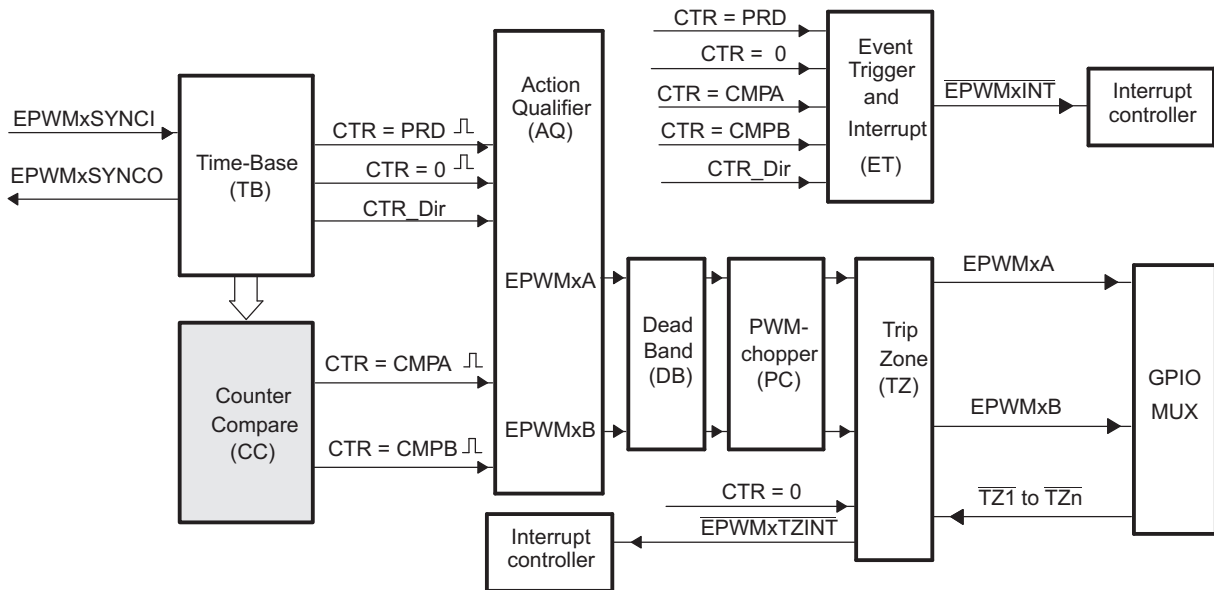 EPWMxSYNCI
EPWMxSYNCO
Time-Base
(TB)
CTR = PRD
CTR = 0
CTR_Dir
Counter
Compare
(CC)
CTR = CMPA
CTR = CMPB
Action
Qualifier
(AQ)
EPWMxA
EPWMxB
CTR = PRD
CTR = 0
CTR = CMPA
CTR = CMPB
CTR_Dir
Event
Trigger
and
Interrupt
(ET)
EPWMxINT
Interrupt
controller
Dead
Band
(DB)
PWM-
chopper
(PC)
Trip
Zone
(TZ)
EPWMxA
EPWMxB
TZ1 to TZn
GPIO
MUX
CTR = 0
EPWMxTZINT
Interrupt
controller